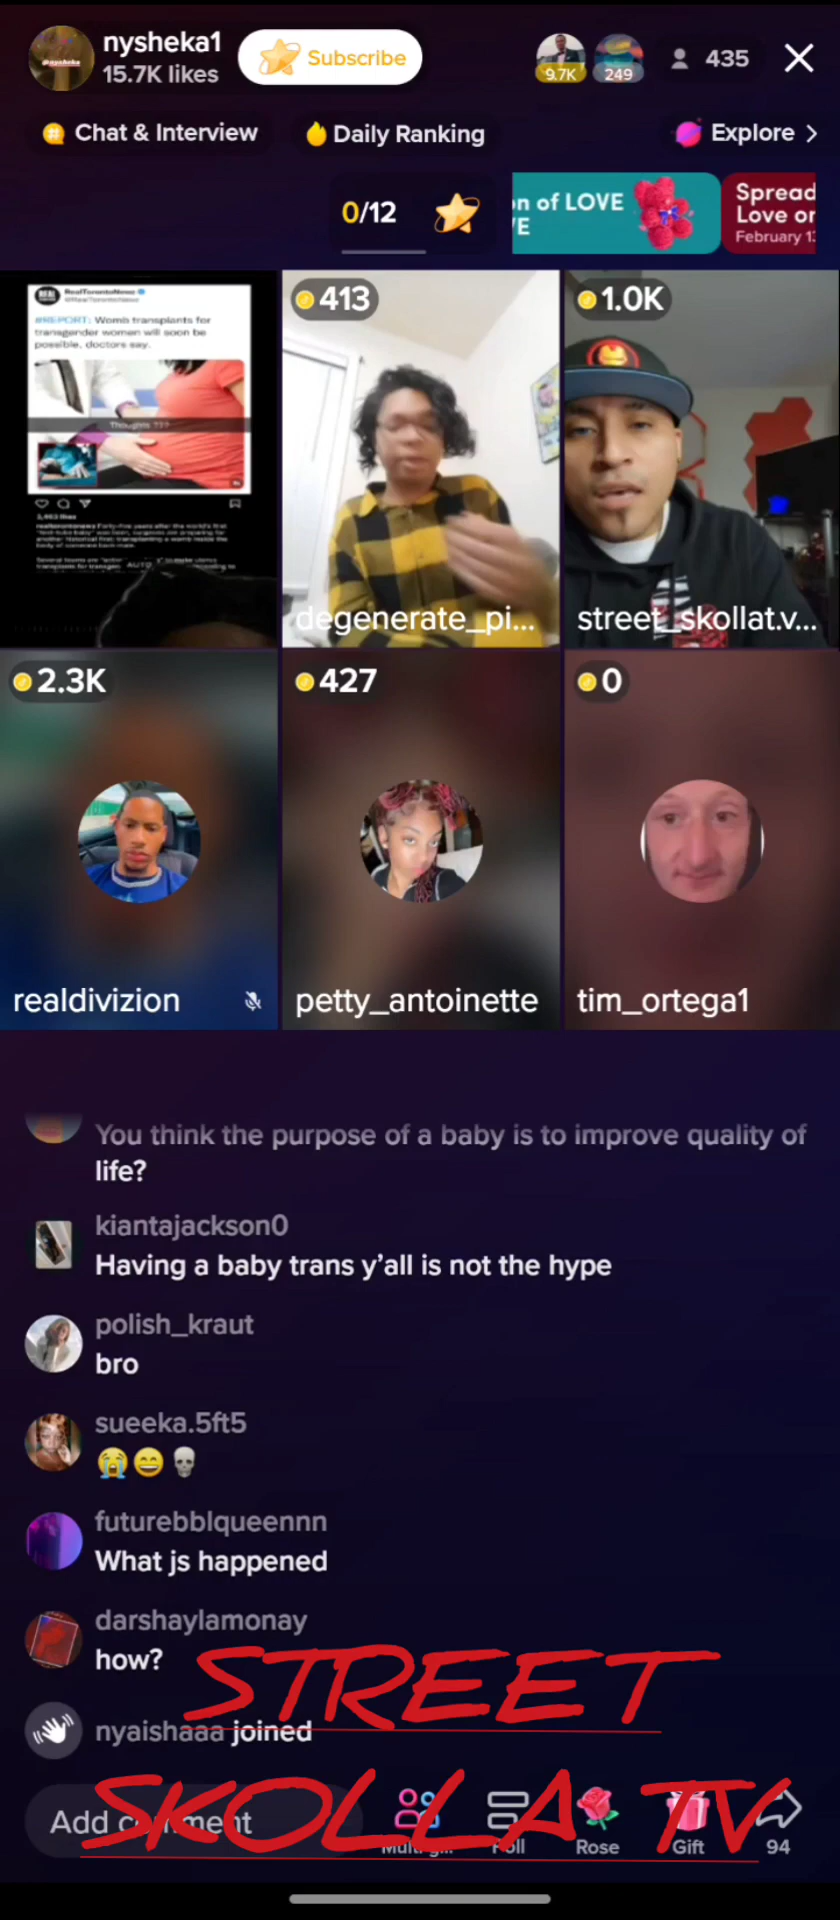 nysheka1
15.7K likes
Subscribe
9.7K
249
435
Chat & Interview
Daily Ranking
Explore >
0/12
on of LOVE
Spread
Love or
February 1
RealTorontoNews
#REPORT: Womb transplants for
transgender women will soon be
possible, doctors say.
Thoughts ???
413
degenerate_pi...
1.0K
street_skollat.v...
2.3K
realdivizion
427
petty_antoinette
0
tim_ortega1
You think the purpose of a baby is to improve quality of
life?
kiantajackson0
Having a baby trans y'all is not the hype
polish_kraut
bro
sueeka.5ft5
😭😄💀
futurebblqueennn
What js happened
darshaylamonay
how?
nyaishaaa joined
STREET
SKOLLA TV
Add comment
Rose
Gift
94